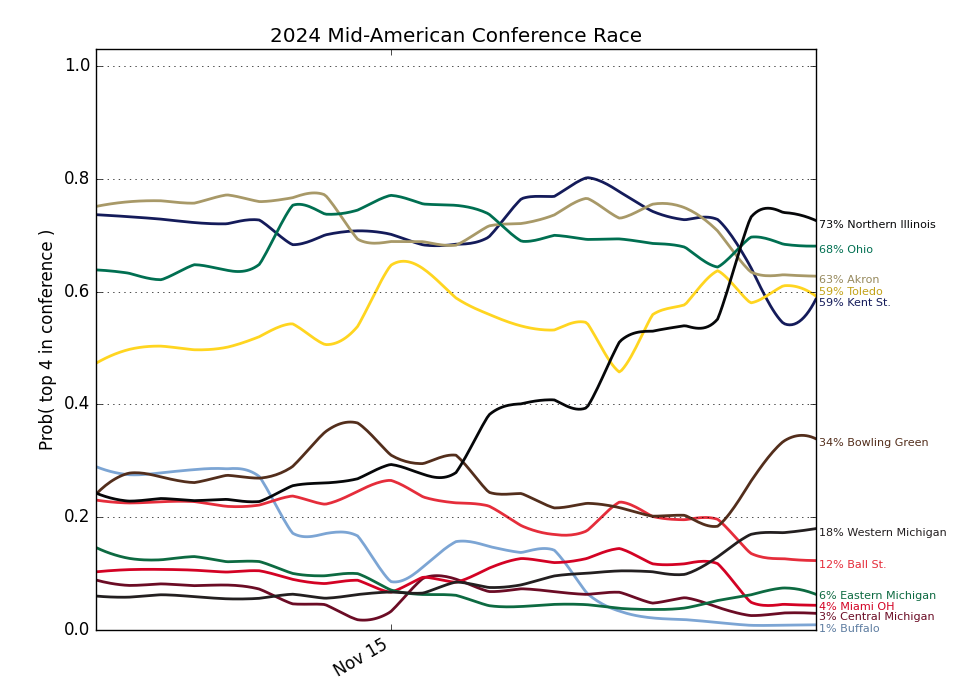 2024 Mid-American Conference Race
Prob( top 4 in conference )
1.0
0.8
0.6
0.4
0.2
0.0
Nov 15
73% Northern Illinois
68% Ohio
63% Akron
59% Toledo
59% Kent St.
34% Bowling Green
18% Western Michigan
12% Ball St.
6% Eastern Michigan
4% Miami OH
3% Central Michigan
1% Buffalo